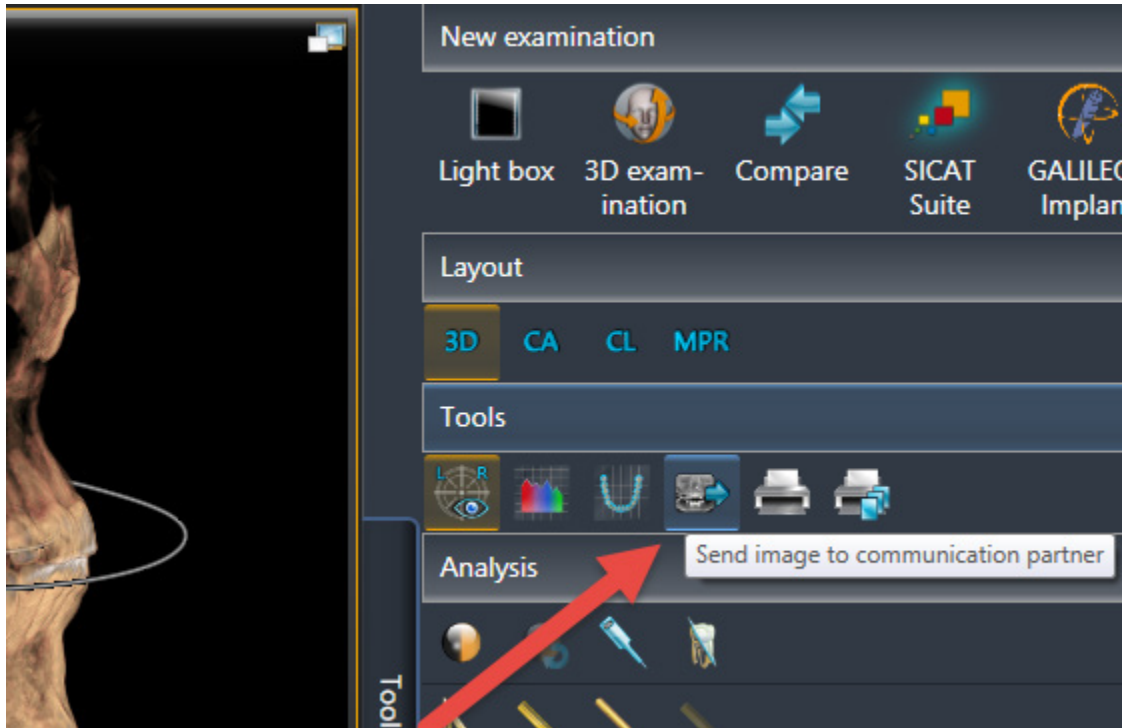 New examination
Light box
3D exam-
ination
Compare
SICAT
Suite
Layout
3D
CA
CL
MPR
Tools
L
R
Send image to communication partner
Analysis